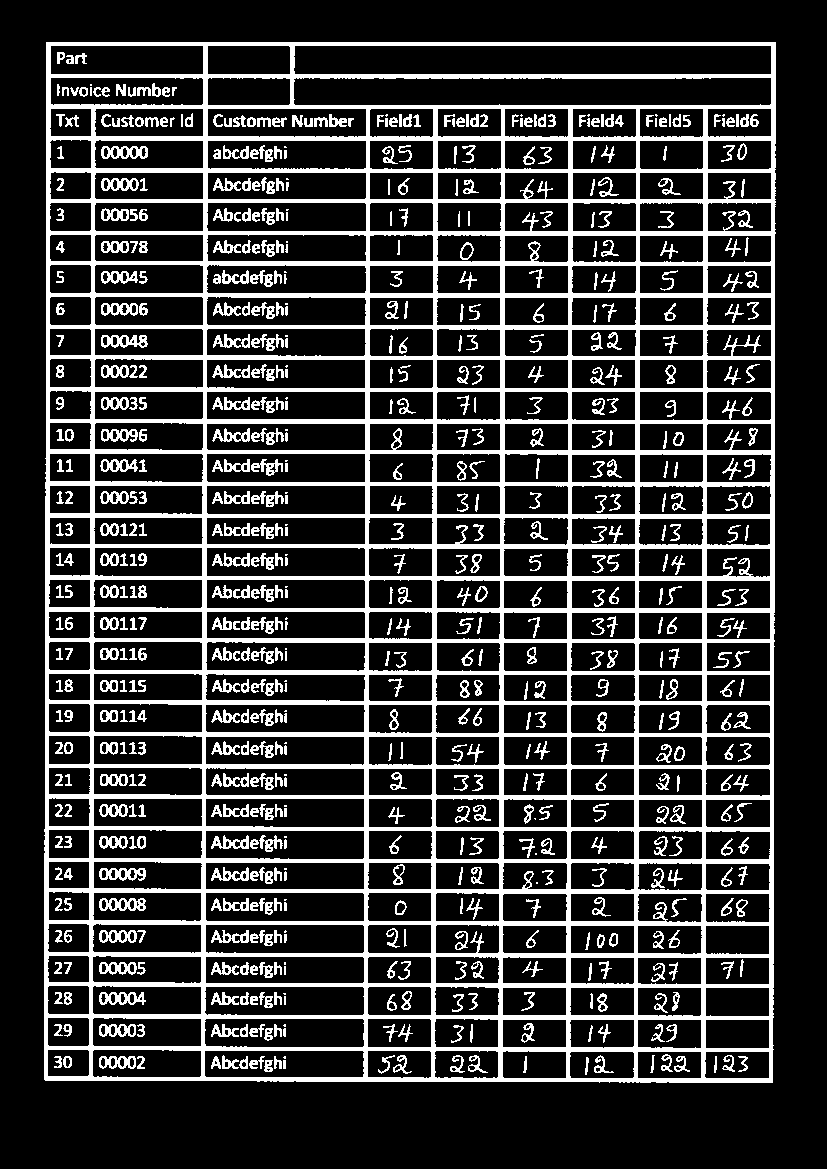 Part
Invoice Number
Txt Customer Id Customer Number Field1 Field2 Field3 Field4 Field5 Field6
1 00000 abcdefghi 25 13 63 14 1 30
2 00001 Abcdefghi 16 12 64 12 2 31
3 00056 Abcdefghi 17 11 43 13 3 32
4 00078 Abcdefghi 1 0 8 12 4 41
5 00045 abcdefghi 3 4 7 14 5 42
6 00006 Abcdefghi 21 15 6 17 6 43
7 00048 Abcdefghi 16 13 5 22 7 44
8 00022 Abcdefghi 15 23 4 24 8 45
9 00035 Abcdefghi 12 71 3 23 9 46
10 00096 Abcdefghi 8 73 2 31 10 48
11 00041 Abcdefghi 6 85 1 32 11 49
12 00053 Abcdefghi 4 31 3 33 12 50
13 00121 Abcdefghi 3 33 2 34 13 51
14 00119 Abcdefghi 7 38 5 35 14 52
15 00118 Abcdefghi 12 40 6 36 15 53
16 00117 Abcdefghi 14 51 7 37 16 54
17 00116 Abcdefghi 13 61 8 38 17 55
18 00115 Abcdefghi 7 88 12 9 18 61
19 00114 Abcdefghi 8 66 13 8 19 62
20 00113 Abcdefghi 11 54 14 7 20 63
21 00012 Abcdefghi 2 33 17 6 21 64
22 00011 Abcdefghi 4 22 8.5 5 22 65
23 00010 Abcdefghi 6 13 7.2 4 23 66
24 00009 Abcdefghi 8 12 8.3 3 24 67
25 00008 Abcdefghi 0 14 7 2 25 68
26 00007 Abcdefghi 21 24 6 100 26
27 00005 Abcdefghi 63 32 4 17 27 71
28 00004 Abcdefghi 68 33 3 18 28
29 00003 Abcdefghi 74 31 2 14 29
30 00002 Abcdefghi 52 22 1 12 122 123